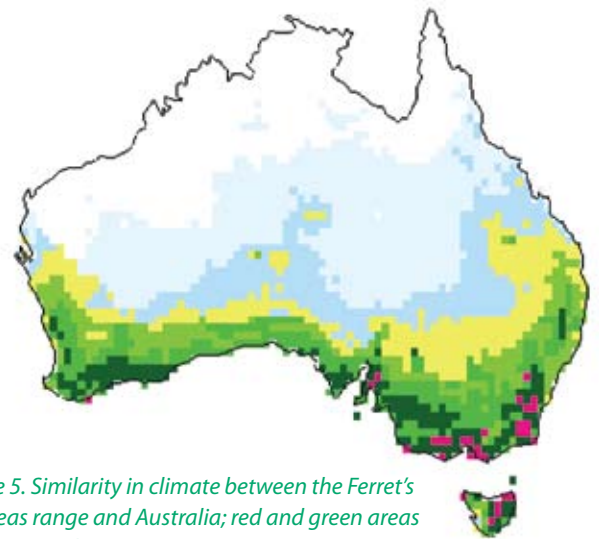 e 5. Similarity in climate between the Ferret's
eas range and Australia; red and green areas